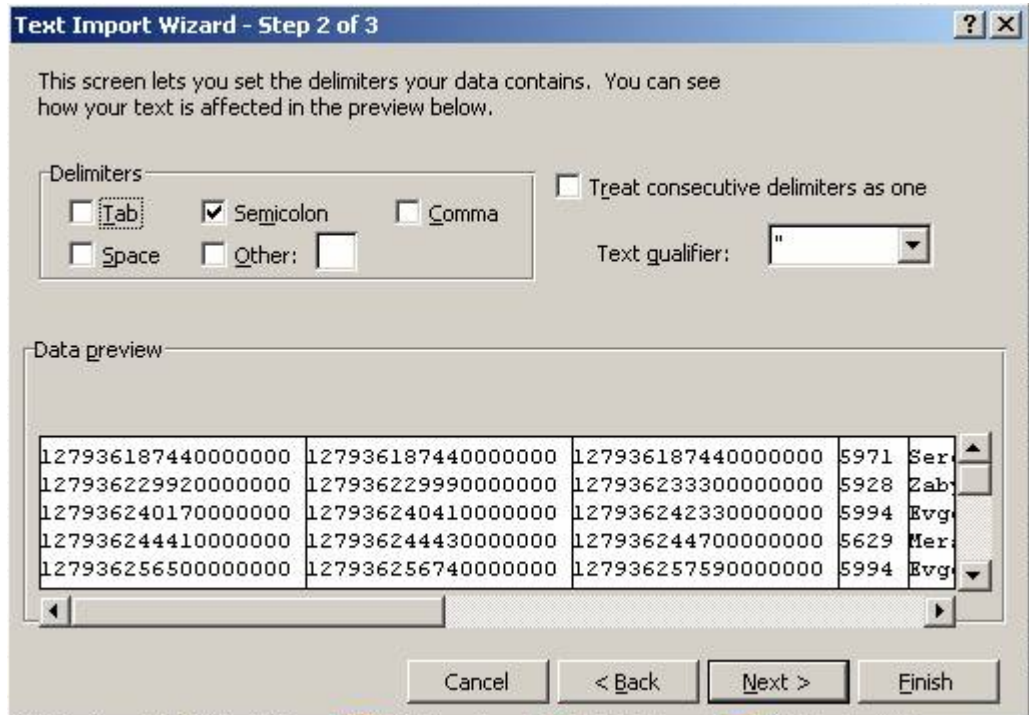 Text Import Wizard - Step 2 of 3
This screen lets you set the delimiters your data contains. You can see
how your text is affected in the preview below.
Delimiters
Tab Semicolon Comma
Space Other:
Treat consecutive delimiters as one
Text qualifier: "
Data preview
127936187440000000 127936187440000000 127936187440000000 5971
127936229920000000 127936229990000000 127936233300000000 5928
127936240170000000 127936240410000000 127936242330000000 5994
127936244410000000 127936244430000000 127936244700000000 5629
127936256500000000 127936256740000000 127936257590000000 5994
Cancel < Back Next > Finish